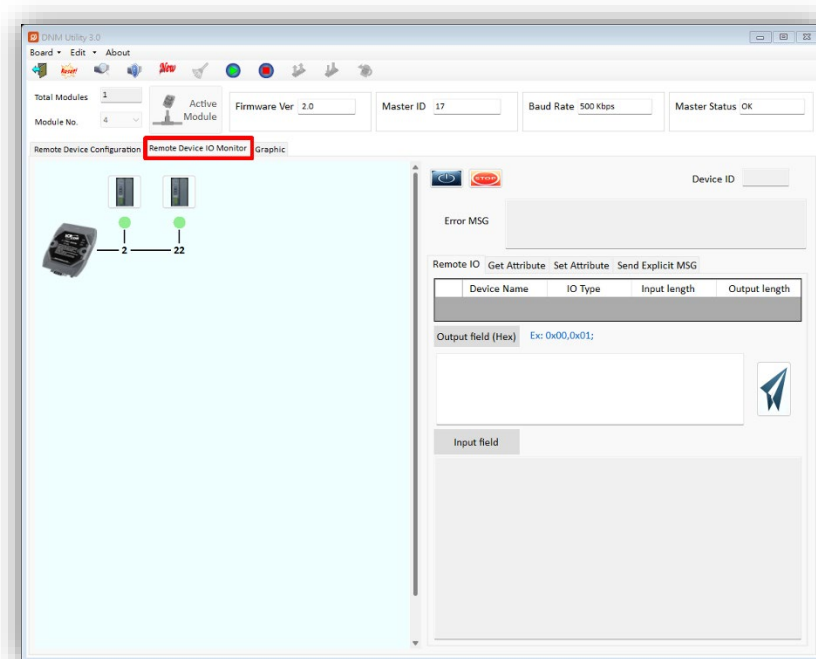 DNM Utility 3.0
Board Edit About
Reset! New
Total Modules 1
Module No. 4
Active
Module
Firmware Ver 2.0
Master ID 17
Baud Rate 500 Kbps
Master Status OK
Remote Device Configuration Remote Device IO Monitor Graphic
2 22
STOP
Device ID
Error MSG
Remote IO Get Attribute Set Attribute Send Explicit MSG
Device Name IO Type Input length Output length
Output field (Hex) Ex: 0x00,0x01;
Input field